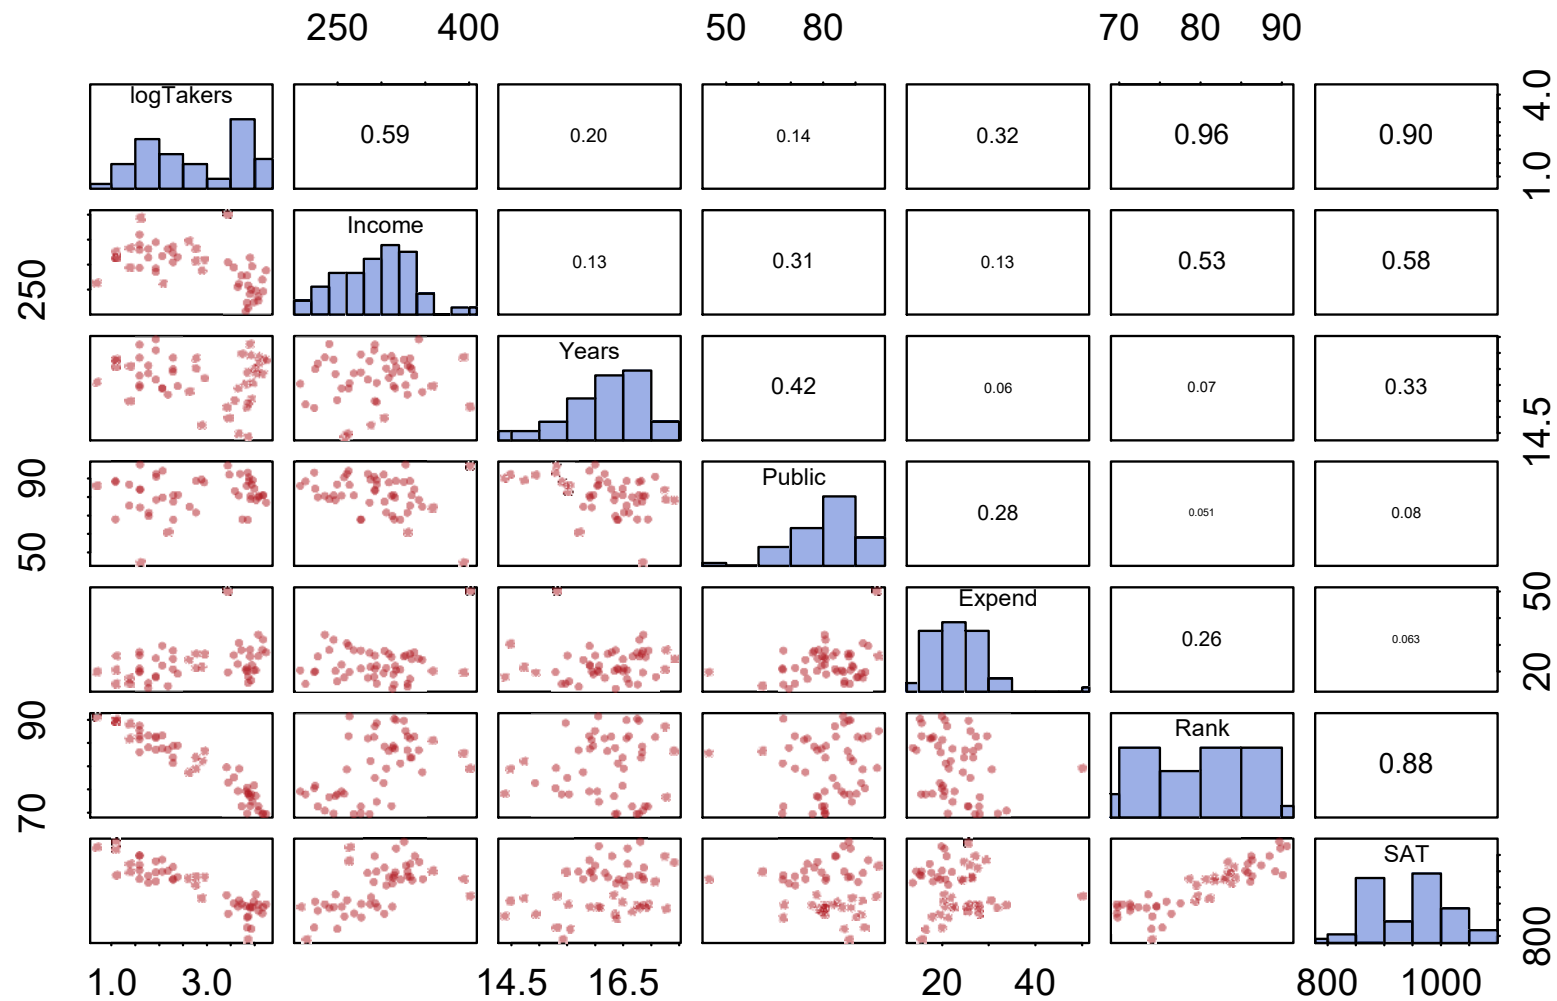 250 400 50 80 70 80 90
logTakers 0.59 0.20 0.14 0.32 0.96 0.90 1.0 4.0
250 Income 0.13 0.31 0.13 0.53 0.58
Years 0.42 0.06 0.07 0.33 14.5
50 90 Public 0.28 0.051 0.08
Expend 0.26 0.063 20 50
70 90 Rank 0.88
SAT 800
1.0 3.0 14.5 16.5 20 40 800 1000